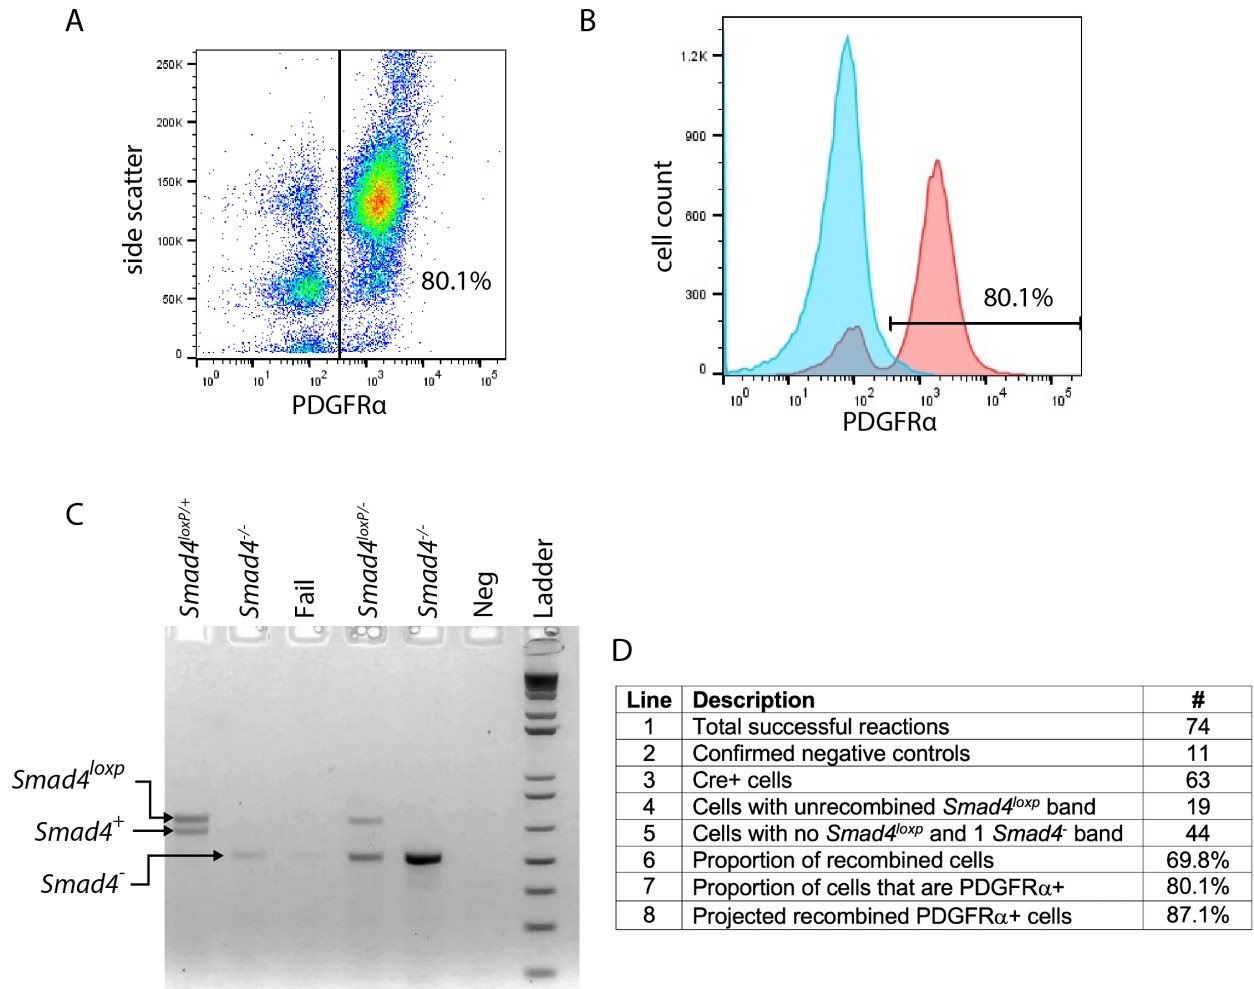 A
side scatter
250K
200K
150K
100K
50K
0
80.1%
10^0 10^1 10^2 10^3 10^4 10^5
PDGFRα
B
cell count
1.2K
900
600
300
0
80.1%
10^0 10^1 10^2 10^3 10^4 10^5
PDGFRα
C
Smad4^loxP/+
Smad4^-/-
Fail
Smad4^loxP/-
Smad4^-/-
Neg
Ladder
Smad4^loxp
Smad4^+
Smad4^-
D
Line Description #
1 Total successful reactions 74
2 Confirmed negative controls 11
3 Cre+ cells 63
4 Cells with unrecombined Smad4^loxp band 19
5 Cells with no Smad4^loxp and 1 Smad4^- band 44
6 Proportion of recombined cells 69.8%
7 Proportion of cells that are PDGFRα+ 80.1%
8 Projected recombined PDGFRα+ cells 87.1%